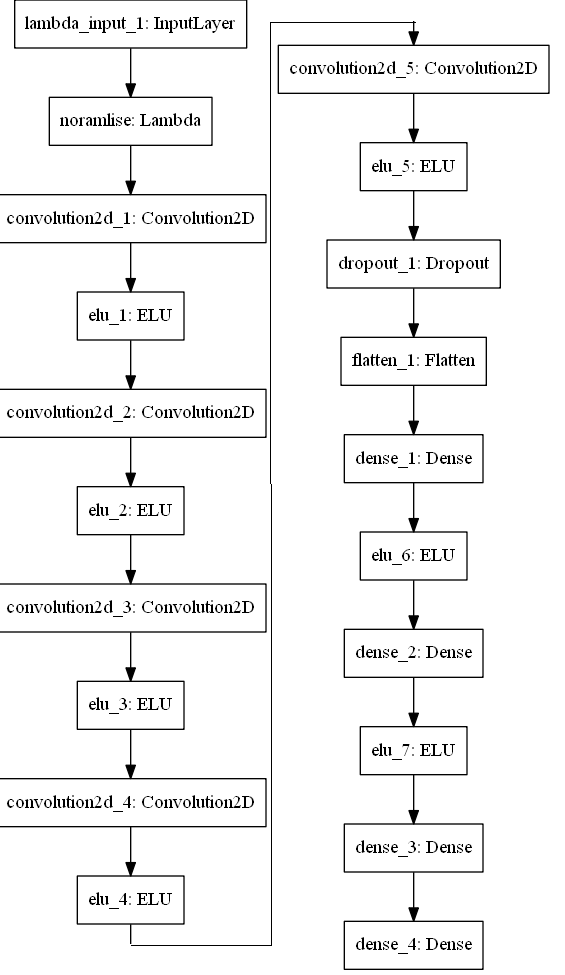 lambda_input_1: InputLayer
noramlise: Lambda
convolution2d_1: Convolution2D
elu_1: ELU
convolution2d_2: Convolution2D
elu_2: ELU
convolution2d_3: Convolution2D
elu_3: ELU
convolution2d_4: Convolution2D
elu_4: ELU
convolution2d_5: Convolution2D
elu_5: ELU
dropout_1: Dropout
flatten_1: Flatten
dense_1: Dense
elu_6: ELU
dense_2: Dense
elu_7: ELU
dense_3: Dense
dense_4: Dense